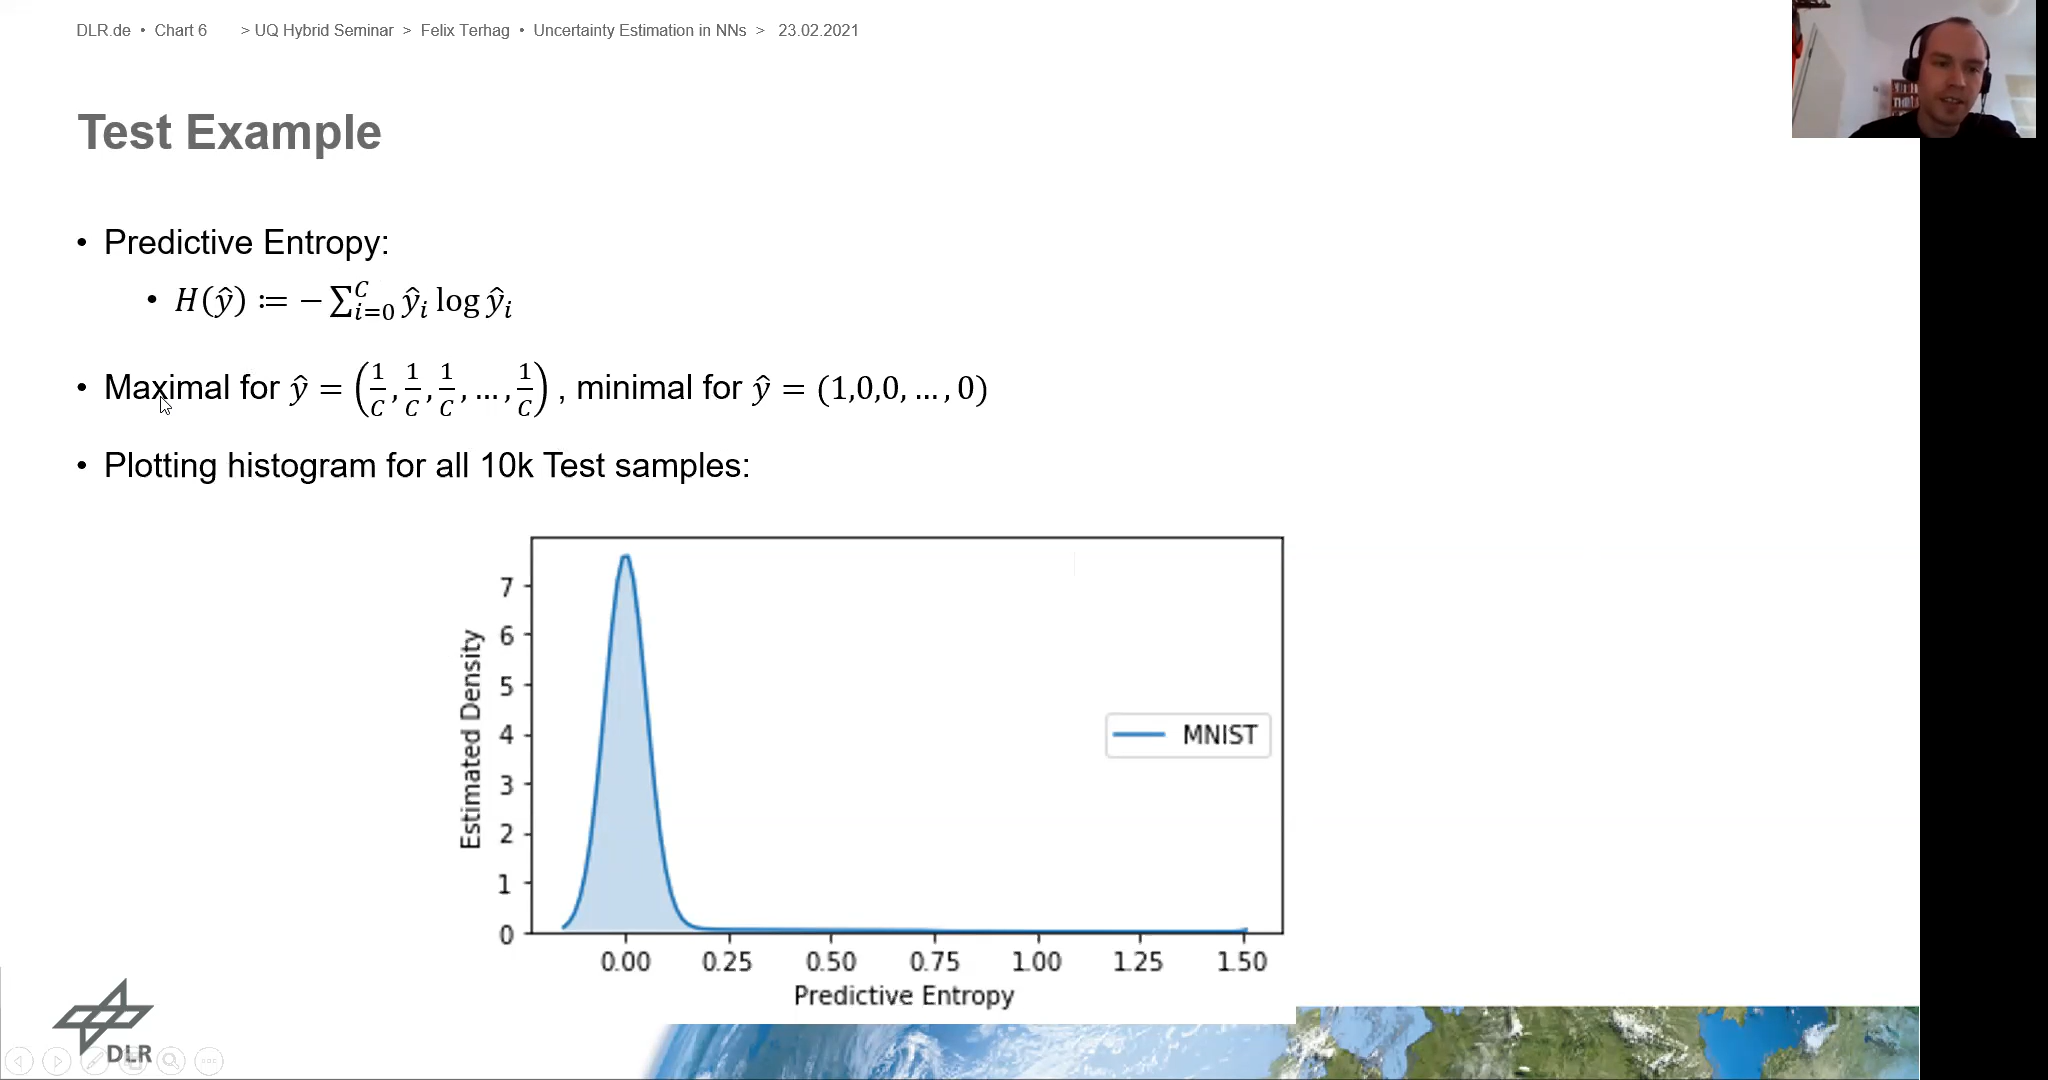 DLR.de • Chart 6 > UQ Hybrid Seminar > Felix Terhag • Uncertainty Estimation in NNs > 23.02.2021
Test Example
• Predictive Entropy:
• H(ŷ) ≔ −∑_{i=0}^{C} ŷ_i log ŷ_i
• Maximal for ŷ = (1/C, 1/C, 1/C, …, 1/C) , minimal for ŷ = (1,0,0, … , 0)
• Plotting histogram for all 10k Test samples:
7
6
5
4
3
2
1
0
Estimated Density
MNIST
0.00 0.25 0.50 0.75 1.00 1.25 1.50
Predictive Entropy
DLR